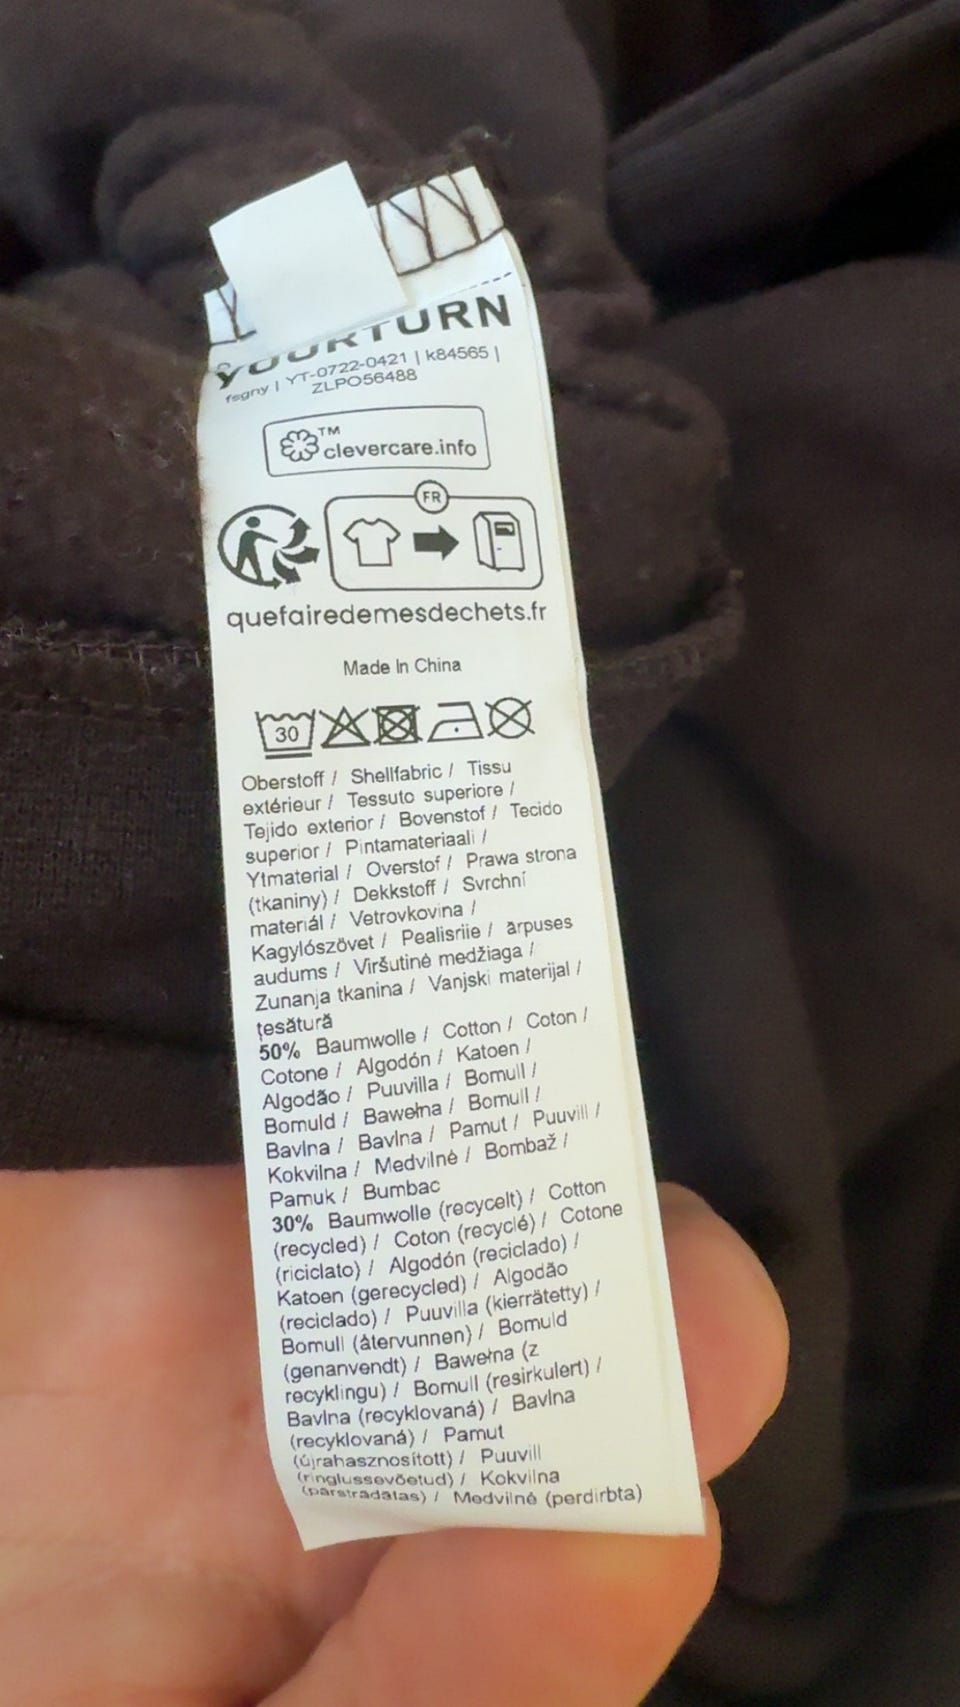 YOURTURN
fsgny | YT-0722-0421 | k84565 |
ZLPO56488
TM
clevercare.info
FR
quefairedemesdechets.fr
Made In China
30
Oberstoff / Shellfabric / Tissu
extérieur / Tessuto superiore /
Tejido exterior / Bovenstof / Tecido
superior / Pintamateriaali /
Ytmaterial / Overstof / Prawa strona
(tkaniny) / Dekkstoff / Svrchní
materiál / Vetrovkovina /
Kagylószövet / Pealisriie / ārpuses
audums / Viršutinė medžiaga /
Zunanja tkanina / Vanjski materijal /
țesătură
50% Baumwolle / Cotton / Coton /
Cotone / Algodón / Katoen /
Algodão / Puuvilla / Bomull /
Bomuld / Bawełna / Bomull /
Bavlna / Bavlna / Pamut / Puuvill /
Kokvilna / Medvilnė / Bombaž /
Pamuk / Bumbac
30% Baumwolle (recycelt) / Cotton
(recycled) / Coton (recyclé) / Cotone
(riciclato) / Algodón (reciclado) /
Katoen (gerecycled) / Algodão
(reciclado) / Puuvilla (kierrätetty) /
Bomull (återvunnen) / Bomuld
(genanvendt) / Bawełna (z
recyklingu) / Bomull (resirkulert) /
Bavlna (recyklovaná) / Bavlna
(recyklovaná) / Pamut
(újrahasznosított) / Puuvill
(ringlussevõetud) / Kokvilna
(pārstrādātas) / Medvilnė (perdirbta)